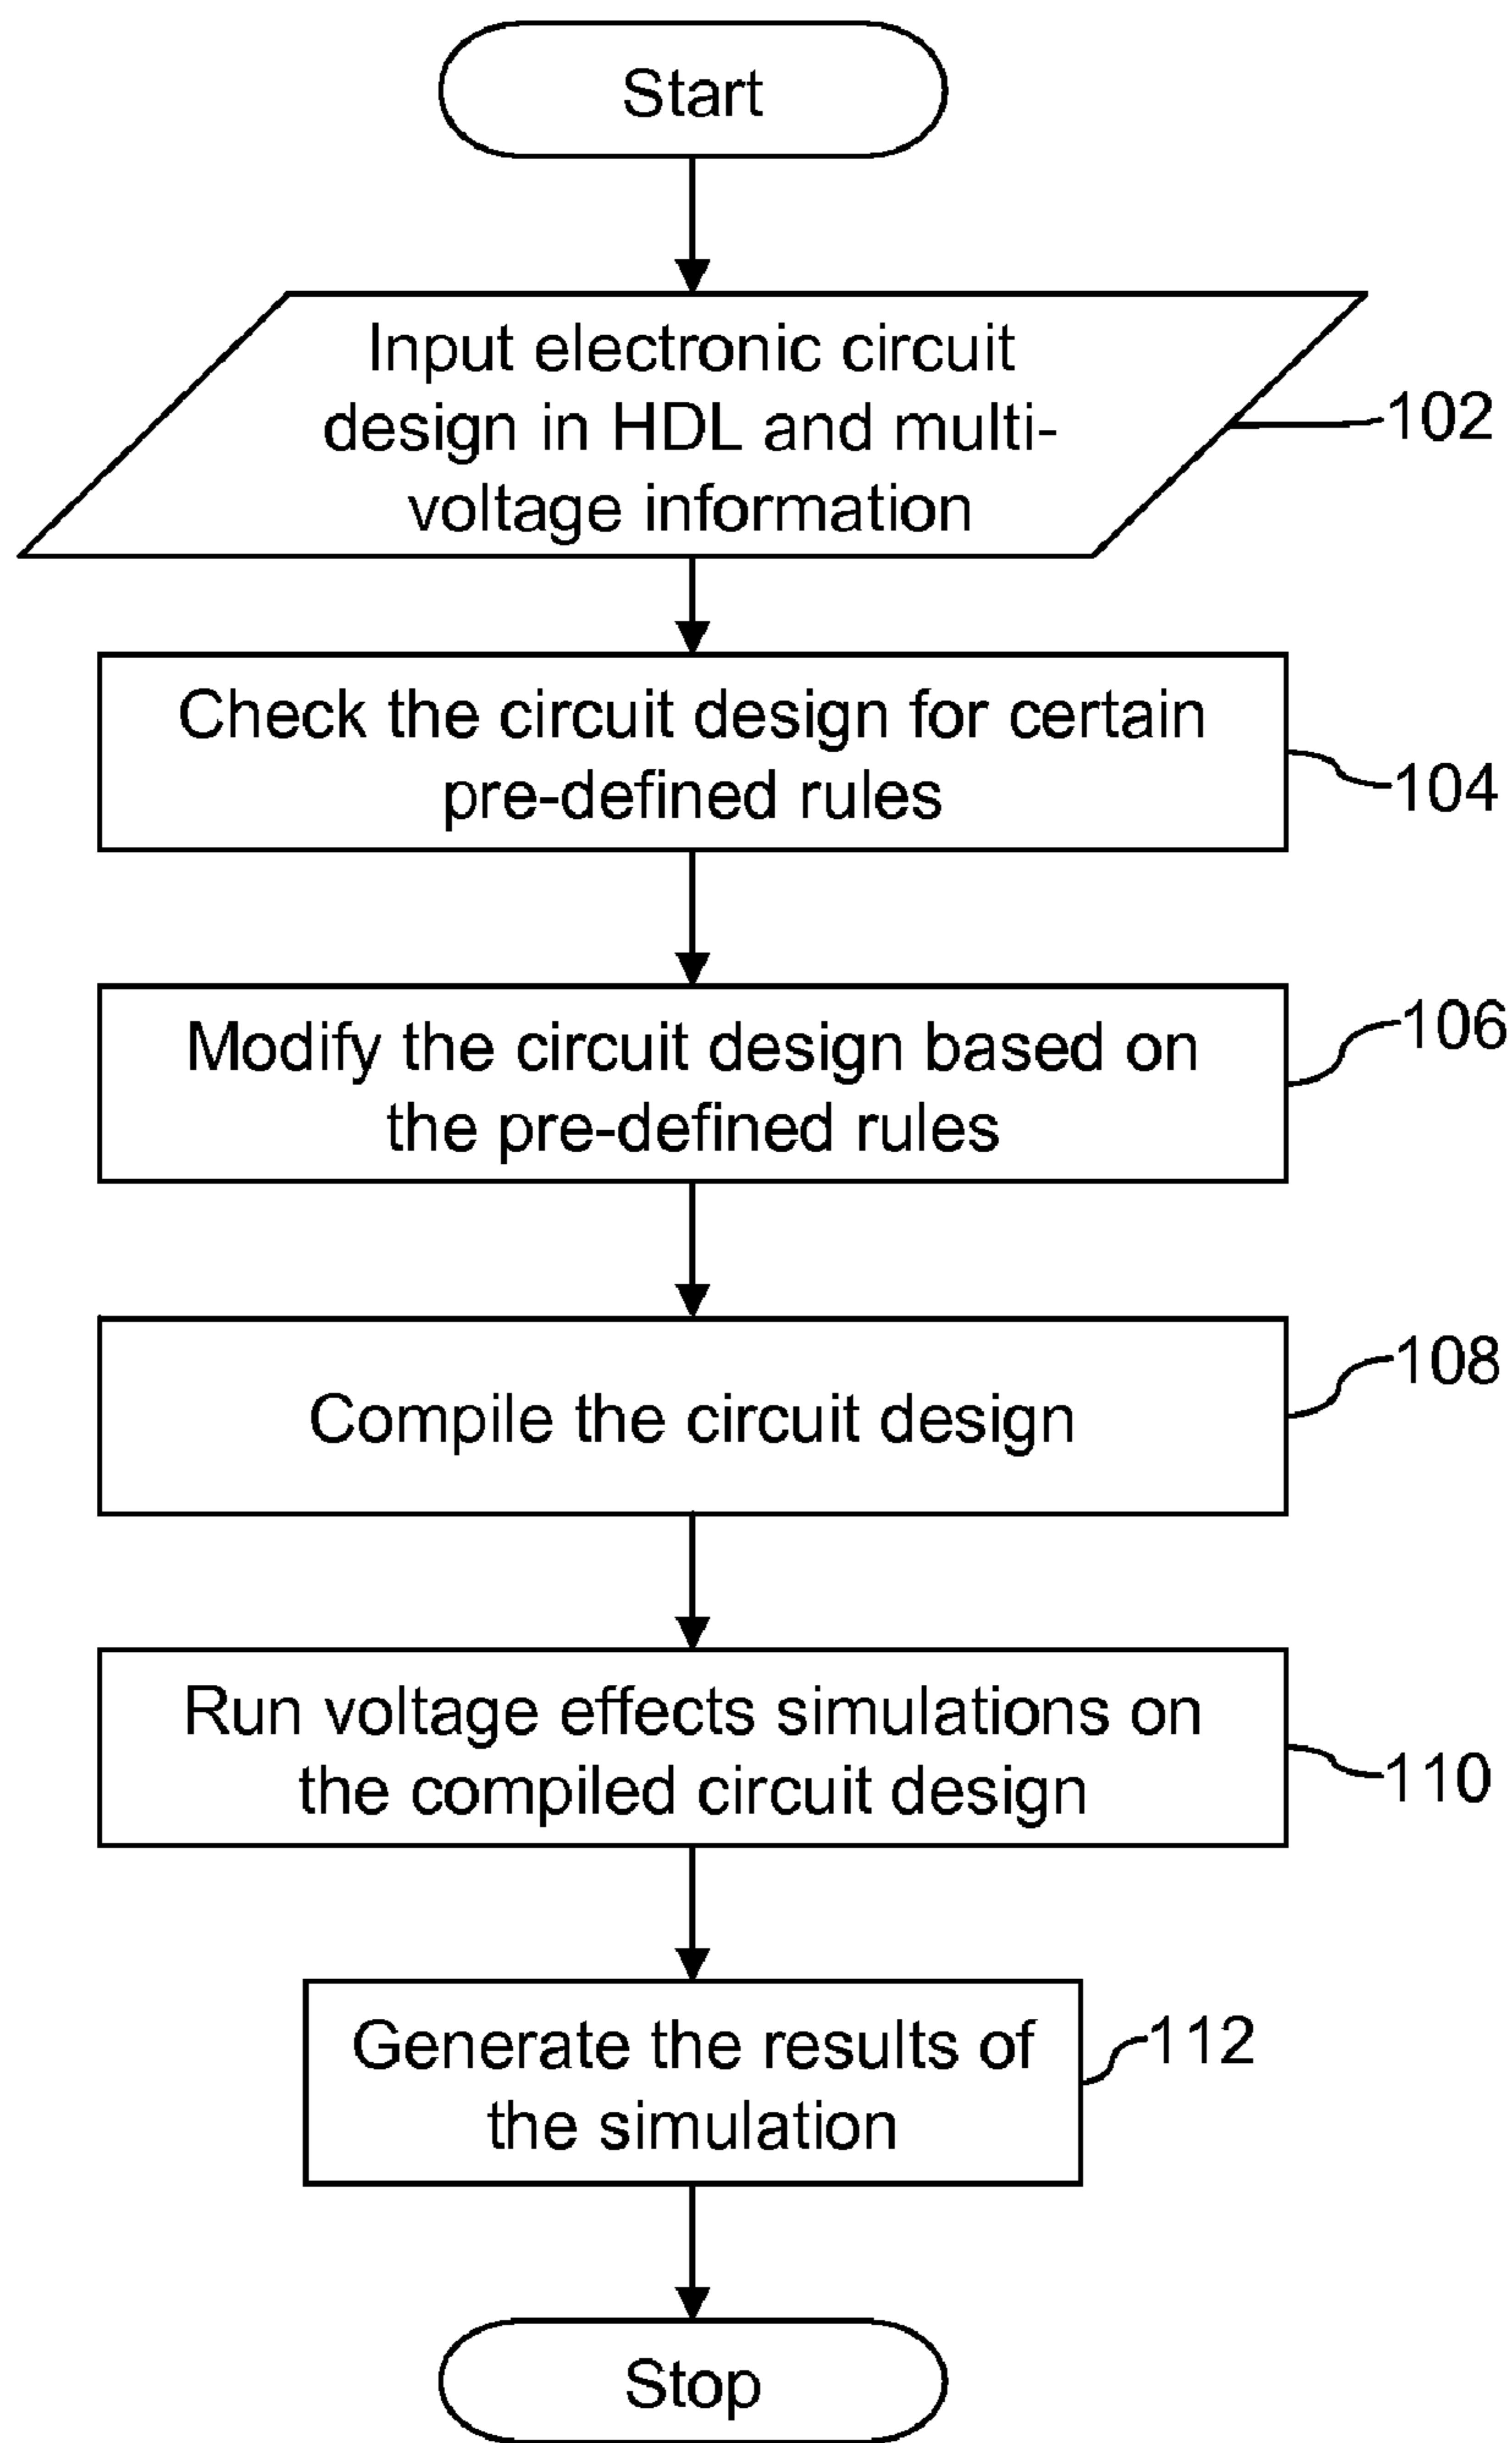 Start
Input electronic circuit
design in HDL and multi-
voltage information
102
Check the circuit design for certain
pre-defined rules
104
Modify the circuit design based on
the pre-defined rules
106
Compile the circuit design
108
Run voltage effects simulations on
the compiled circuit design
110
Generate the results of
the simulation
112
Stop